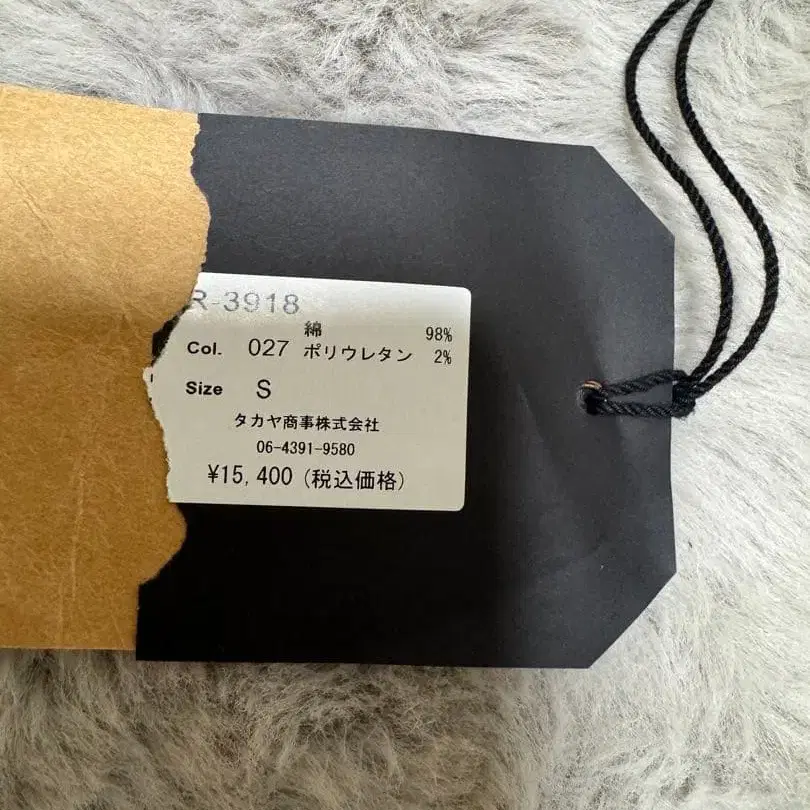 R-3918
綿 98%
Col. 027 ポリウレタン 2%
Size S
タカヤ商事株式会社
06-4391-9580
¥15,400 (税込価格)